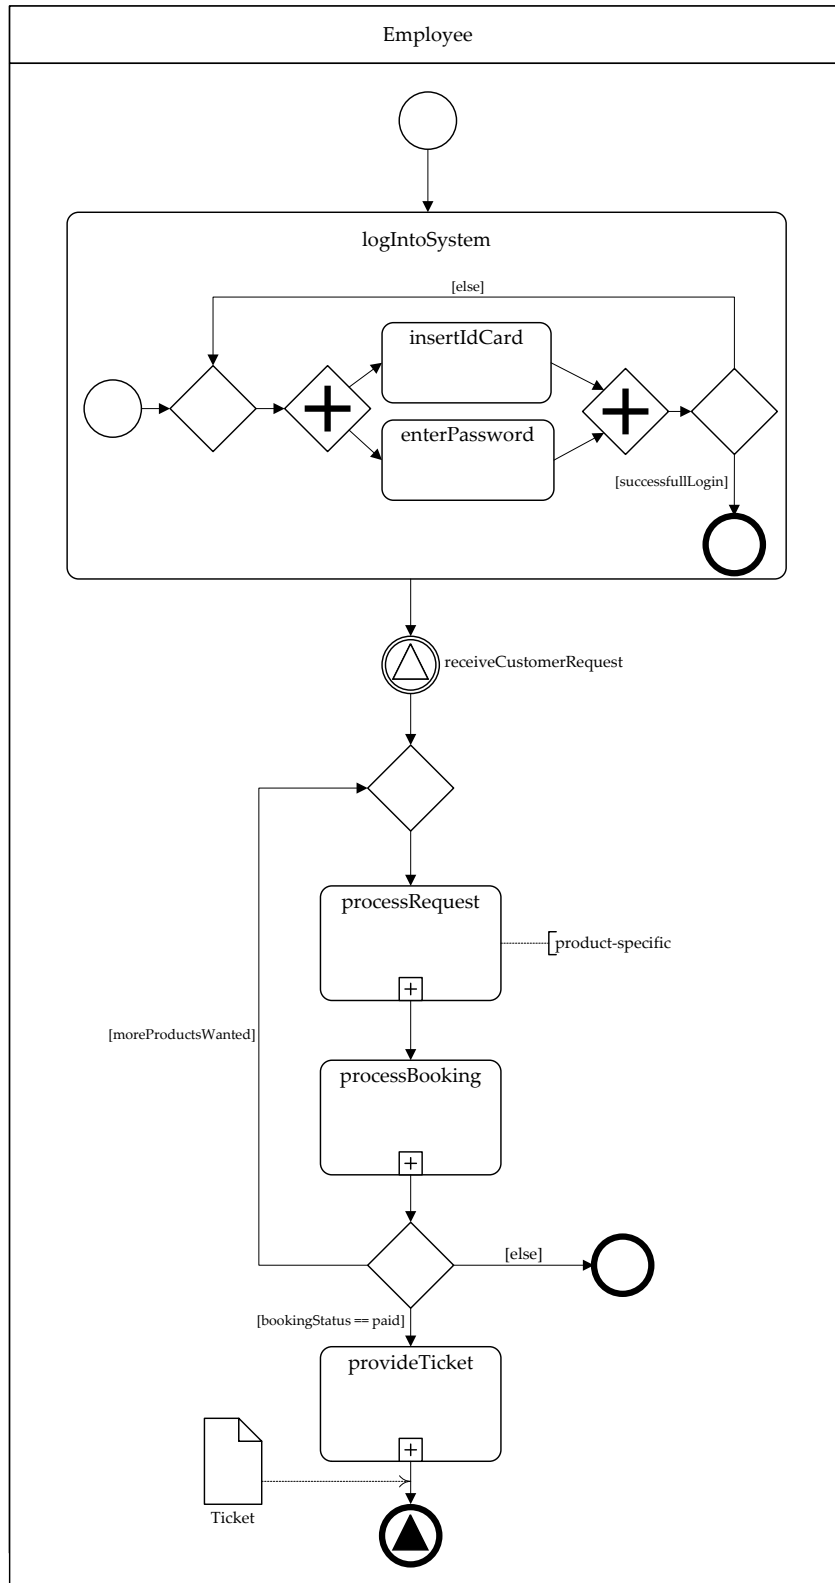 Employee
logIntoSystem
[else]
insertIdCard
enterPassword
[successfullLogin]
receiveCustomerRequest
processRequest
product-specific
[moreProductsWanted]
processBooking
[else]
[bookingStatus == paid]
provideTicket
Ticket